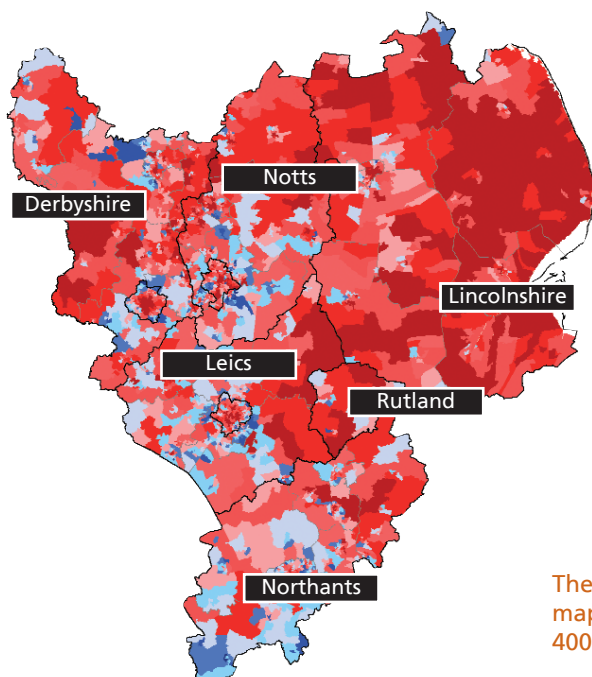 Notts
Derbyshire
Lincolnshire
Leics
Rutland
Northants
The
map
400